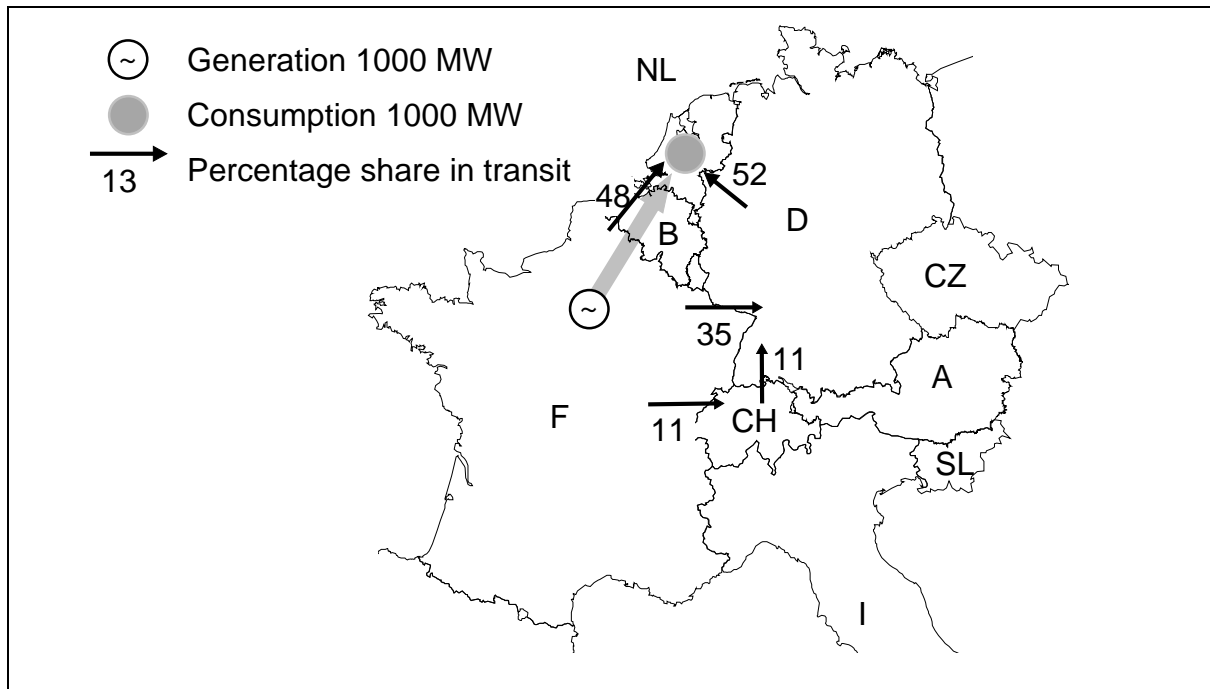 ~ Generation 1000 MW
Consumption 1000 MW
13 Percentage share in transit
NL
52
48
D
B
CZ
~
35
11
A
F
11
CH
SL
I